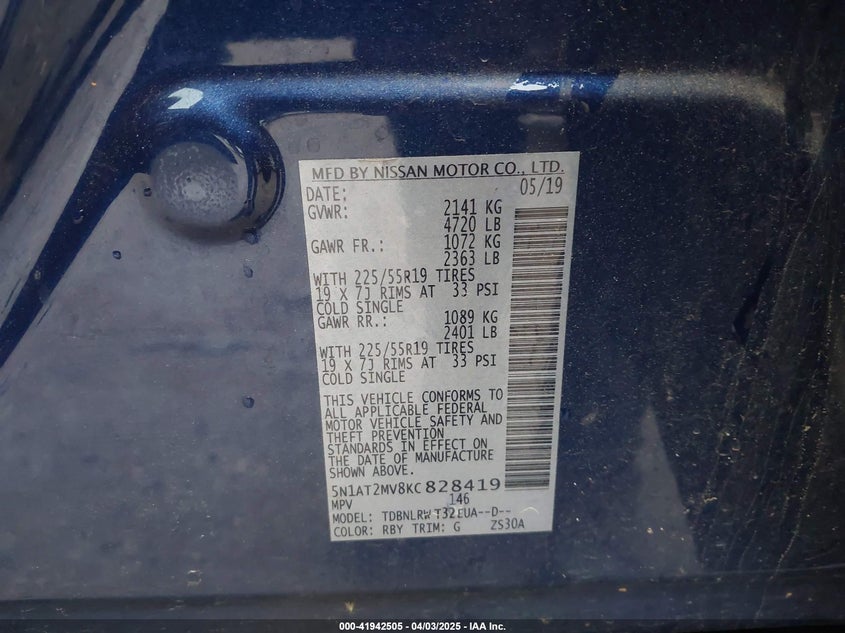 MFD BY NISSAN MOTOR CO., LTD.
DATE: 05/19
GVWR: 2141 KG
4720 LB
GAWR FR.: 1072 KG
2363 LB
WITH 225/55R19 TIRES
19 X 7J RIMS AT 33 PSI
COLD SINGLE
GAWR RR.: 1089 KG
2401 LB
WITH 225/55R19 TIRES
19 X 7J RIMS AT 33 PSI
COLD SINGLE
THIS VEHICLE CONFORMS TO
ALL APPLICABLE FEDERAL
MOTOR VEHICLE SAFETY AND
THEFT PREVENTION
STANDARDS IN EFFECT ON
THE DATE OF MANUFACTURE
SHOWN ABOVE.
5N1AT2MV8KC828419
MPV 146
MODEL: TDBNLRW T32EUA--D--
COLOR: RBY TRIM: G ZS30A
000-41942505 - 04/03/2025 - IAA Inc.